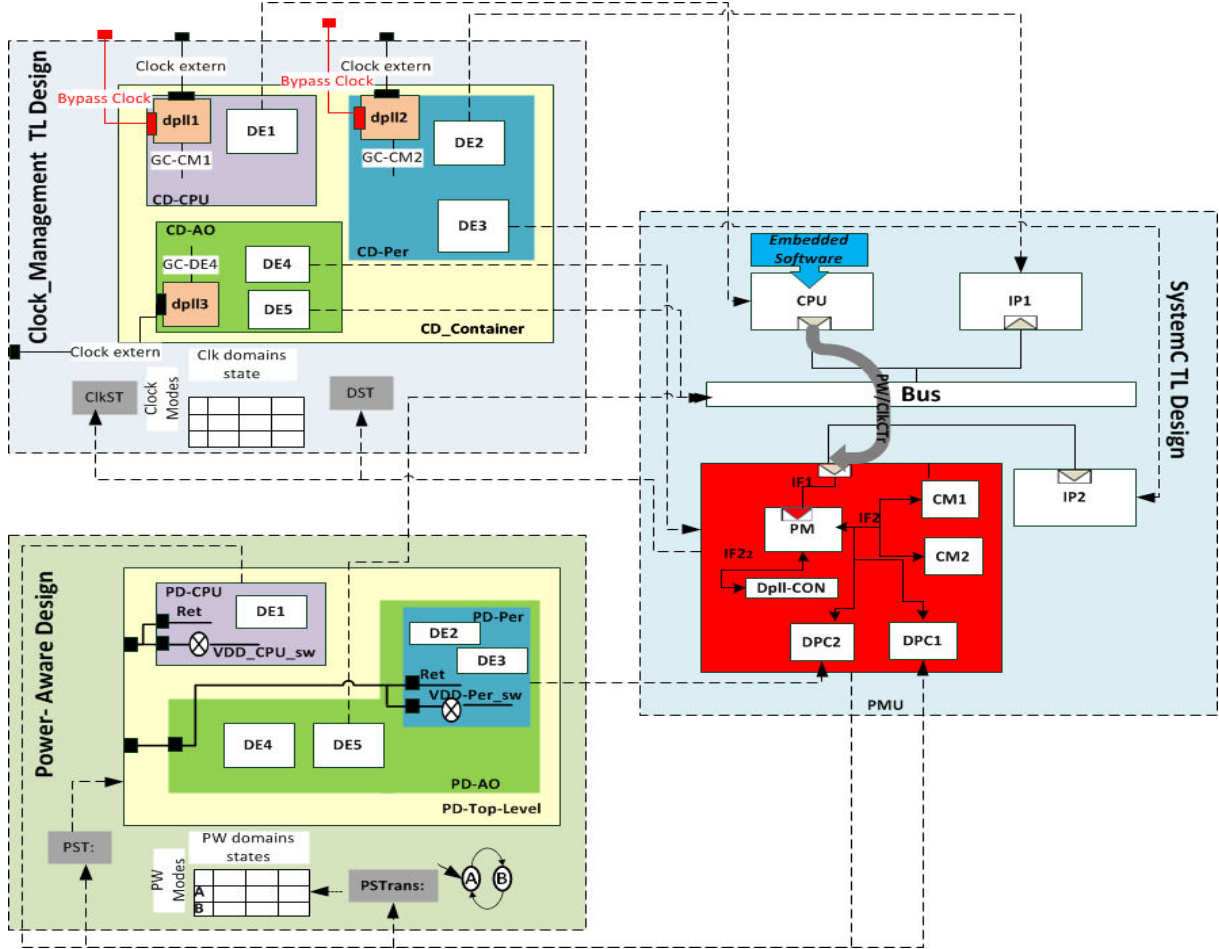 Clock_Management TL Design
Clock extern
Bypass Clock
Clock extern
Bypass Clock
dpll1
GC-CM1
DE1
CD-CPU
dpll2
GC-CM2
DE2
DE3
CD-Per
CD-AO
GC-DE4
dpll3
DE4
DE5
CD_Container
Clock extern
ClkST
Clock
Modes
Clk domains
state
DST
SystemC TL Design
Embedded
Software
CPU
IP1
PW/ClkCTr
Bus
IF1
PM
IF2
CM1
CM2
IF22
Dpll-CON
DPC2
DPC1
IP2
PMU
Power- Aware Design
PD-CPU
Ret
DE1
VDD_CPU_sw
PD-Per
DE2
DE3
Ret
VDD-Per_sw
DE4
DE5
PD-AO
PD-Top-Level
PST:
PW
Modes
PW domains
states
A
B
PSTrans:
A
B